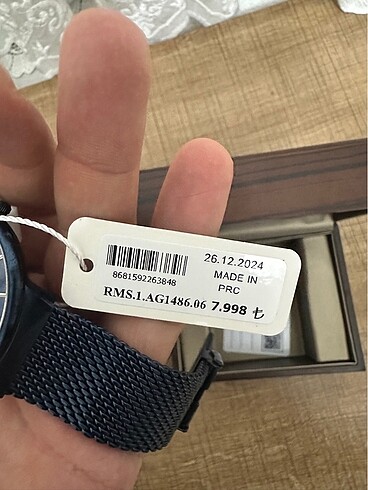 26.12.2024
MADE IN
PRC
8681592263848
RMS.1.AG1486.06 7.998 ₺